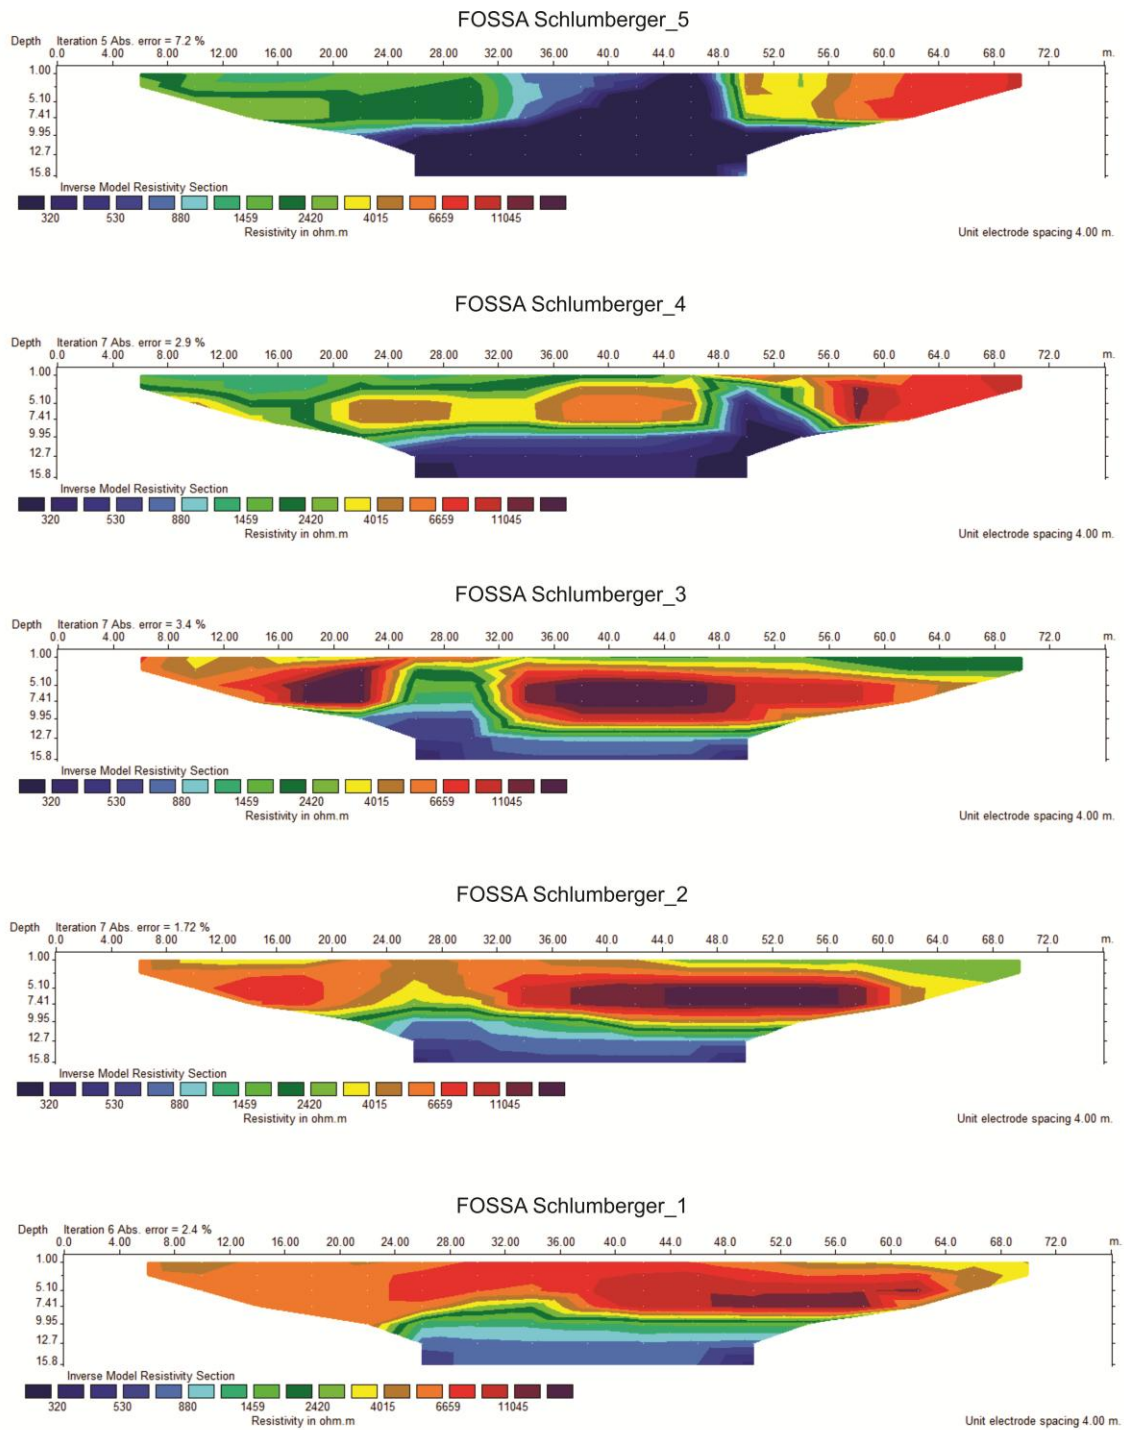 FOSSA Schlumberger_5
Depth Iteration 5 Abs. error = 7.2 %
0.0 4.00 8.00 12.00 16.00 20.00 24.00 28.00 32.00 36.00 40.0 44.0 48.0 52.0 56.0 60.0 64.0 68.0 72.0 m.
1.00
5.10
7.41
9.95
12.7
15.8
Inverse Model Resistivity Section
320 530 880 1459 2420 4015 6659 11045
Resistivity in ohm.m
Unit electrode spacing 4.00 m.
FOSSA Schlumberger_4
Depth Iteration 7 Abs. error = 2.9 %
0.0 4.00 8.00 12.00 16.00 20.00 24.00 28.00 32.00 36.00 40.0 44.0 48.0 52.0 56.0 60.0 64.0 68.0 72.0 m.
1.00
5.10
7.41
9.95
12.7
15.8
Inverse Model Resistivity Section
320 530 880 1459 2420 4015 6659 11045
Resistivity in ohm.m
Unit electrode spacing 4.00 m.
FOSSA Schlumberger_3
Depth Iteration 7 Abs. error = 3.4 %
0.0 4.00 8.00 12.00 16.00 20.00 24.00 28.00 32.00 36.00 40.0 44.0 48.0 52.0 56.0 60.0 64.0 68.0 72.0 m.
1.00
5.10
7.41
9.95
12.7
15.8
Inverse Model Resistivity Section
320 530 880 1459 2420 4015 6659 11045
Resistivity in ohm.m
Unit electrode spacing 4.00 m.
FOSSA Schlumberger_2
Depth Iteration 7 Abs. error = 1.72 %
0.0 4.00 8.00 12.00 16.00 20.00 24.00 28.00 32.00 36.00 40.0 44.0 48.0 52.0 56.0 60.0 64.0 68.0 72.0 m.
1.00
5.10
7.41
9.95
12.7
15.8
Inverse Model Resistivity Section
320 530 880 1459 2420 4015 6659 11045
Resistivity in ohm.m
Unit electrode spacing 4.00 m.
FOSSA Schlumberger_1
Depth Iteration 6 Abs. error = 2.4 %
0.0 4.00 8.00 12.00 16.00 20.00 24.00 28.00 32.00 36.00 40.0 44.0 48.0 52.0 56.0 60.0 64.0 68.0 72.0 m.
1.00
5.10
7.41
9.95
12.7
15.8
Inverse Model Resistivity Section
320 530 880 1459 2420 4015 6659 11045
Resistivity in ohm.m
Unit electrode spacing 4.00 m.